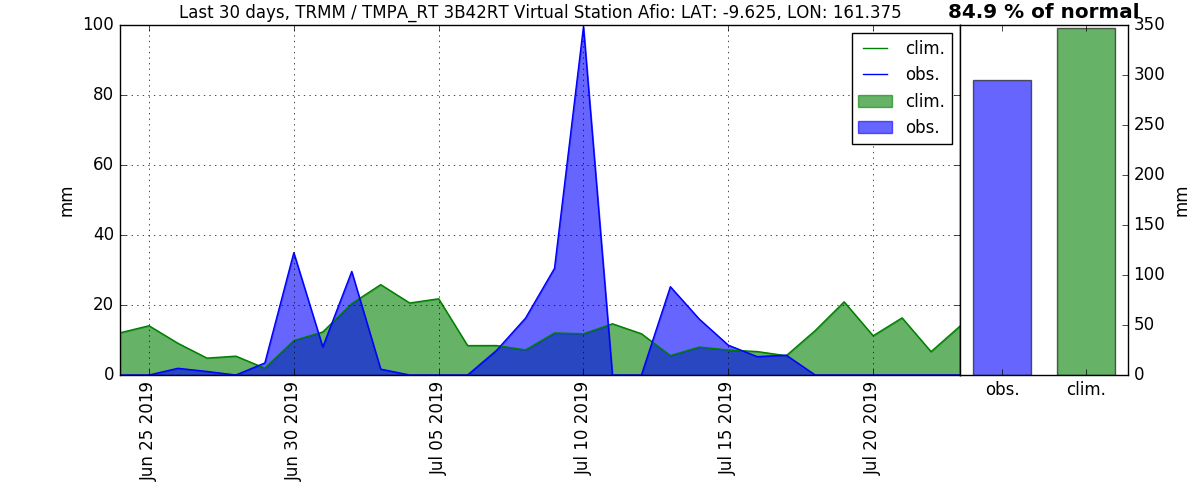 Last 30 days, TRMM / TMPA_RT 3B42RT Virtual Station Afio: LAT: -9.625, LON: 161.375
84.9 % of normal
100
80
60
40
20
0
mm
clim.
obs.
clim.
obs.
350
300
250
200
150
100
50
0
mm
Jun 25 2019
Jun 30 2019
Jul 05 2019
Jul 10 2019
Jul 15 2019
Jul 20 2019
obs.
clim.